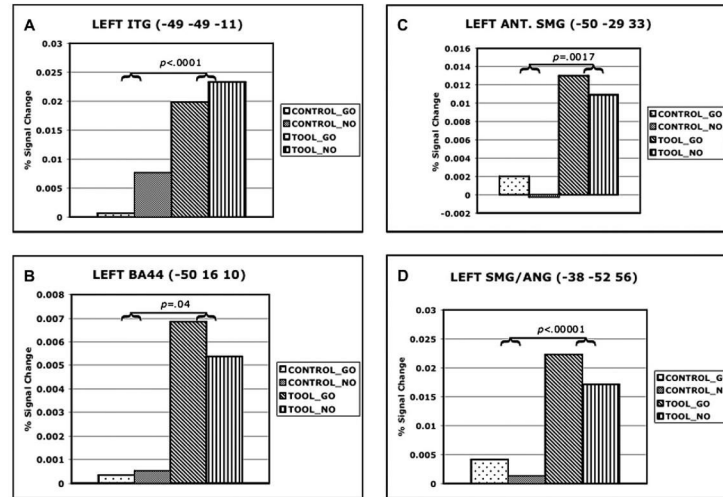 A
LEFT ITG (-49 -49 -11)
p<.0001
0.03
0.025
0.02
0.015
0.01
0.005
0
% Signal Change
CONTROL_GO
CONTROL_NO
TOOL_GO
TOOL_NO
C
LEFT ANT. SMG (-50 -29 33)
p=.0017
0.016
0.014
0.012
0.01
0.008
0.006
0.004
0.002
0
-0.002
% Signal Change
CONTROL_GO
CONTROL_NO
TOOL_GO
TOOL_NO
B
LEFT BA44 (-50 16 10)
p=.04
0.008
0.007
0.006
0.005
0.004
0.003
0.002
0.001
0
% Signal Change
CONTROL_GO
CONTROL_NO
TOOL_GO
TOOL_NO
D
LEFT SMG/ANG (-38 -52 56)
p<.00001
0.03
0.025
0.02
0.015
0.01
0.005
0
% Signal Change
CONTROL_G
CONTROL_N
TOOL_GO
TOOL_NO